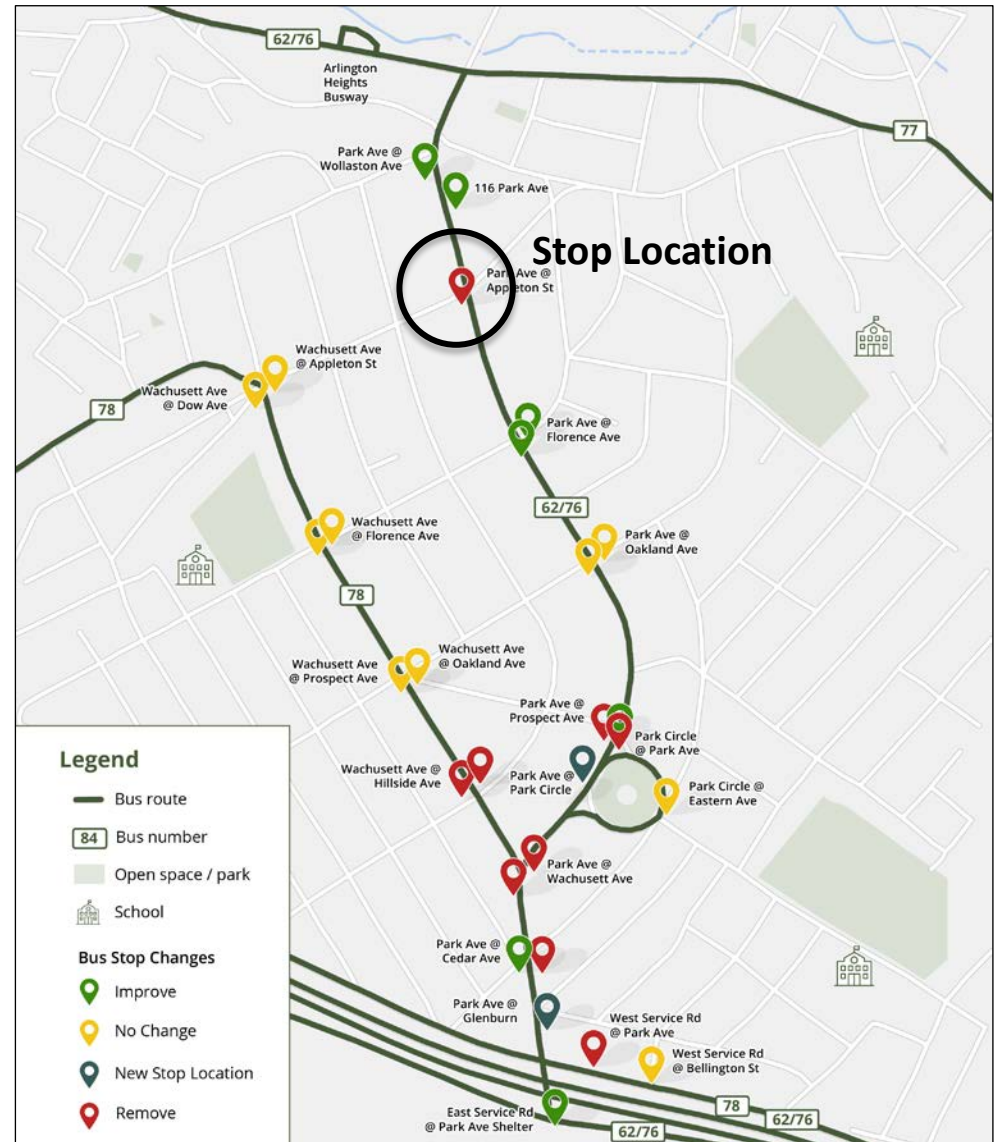 62/76
Arlington
Heights
Busway
77
Park Ave @
Wollaston Ave
116 Park Ave
Stop Location
Park Ave @
Appleton St
Wachusett Ave
@ Appleton St
Wachusett Ave
@ Dow Ave
78
Park Ave @
Florence Ave
62/76
Wachusett Ave
@ Florence Ave
Park Ave @
Oakland Ave
78
Wachusett Ave
@ Oakland Ave
Wachusett Ave
@ Prospect Ave
Park Ave @
Prospect Ave
Park Circle
@ Park Ave
Wachusett Ave @
Hillside Ave
Park Ave @
Park Circle
Park Circle @
Eastern Ave
Park Ave @
Wachusett Ave
Park Ave @
Cedar Ave
Park Ave @
Glenburn
West Service Rd
@ Park Ave
West Service Rd
@ Bellington St
East Service Rd
@ Park Ave Shelter
78
62/76
62/76
Legend
Bus route
84 Bus number
Open space / park
School
Bus Stop Changes
Improve
No Change
New Stop Location
Remove